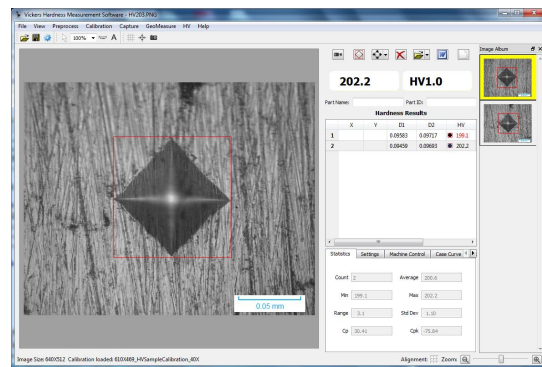 Vickers Hardness Measurement Software - HV203.PNG
File View Preprocess Calibration Capture GeoMeasure HV Help
100% A
Image Album
202.2 HV1.0
Part Name: Part ID:
Hardness Results
X Y D1 D2 HV
1 0.09583 0.09717 199.1
2 0.09450 0.09693 202.2
Statistics Settings Machine Control Case Curve
Count 2 Average 200.6
Min 199.1 Max 202.2
Range 3.1 Std Dev 1.10
Cp 30.41 Cpk -75.84
0.05 mm
Image Size: 640X512 Calibration loaded: 610X469_HVSampleCalibration_40X
Alignment: Zoom: